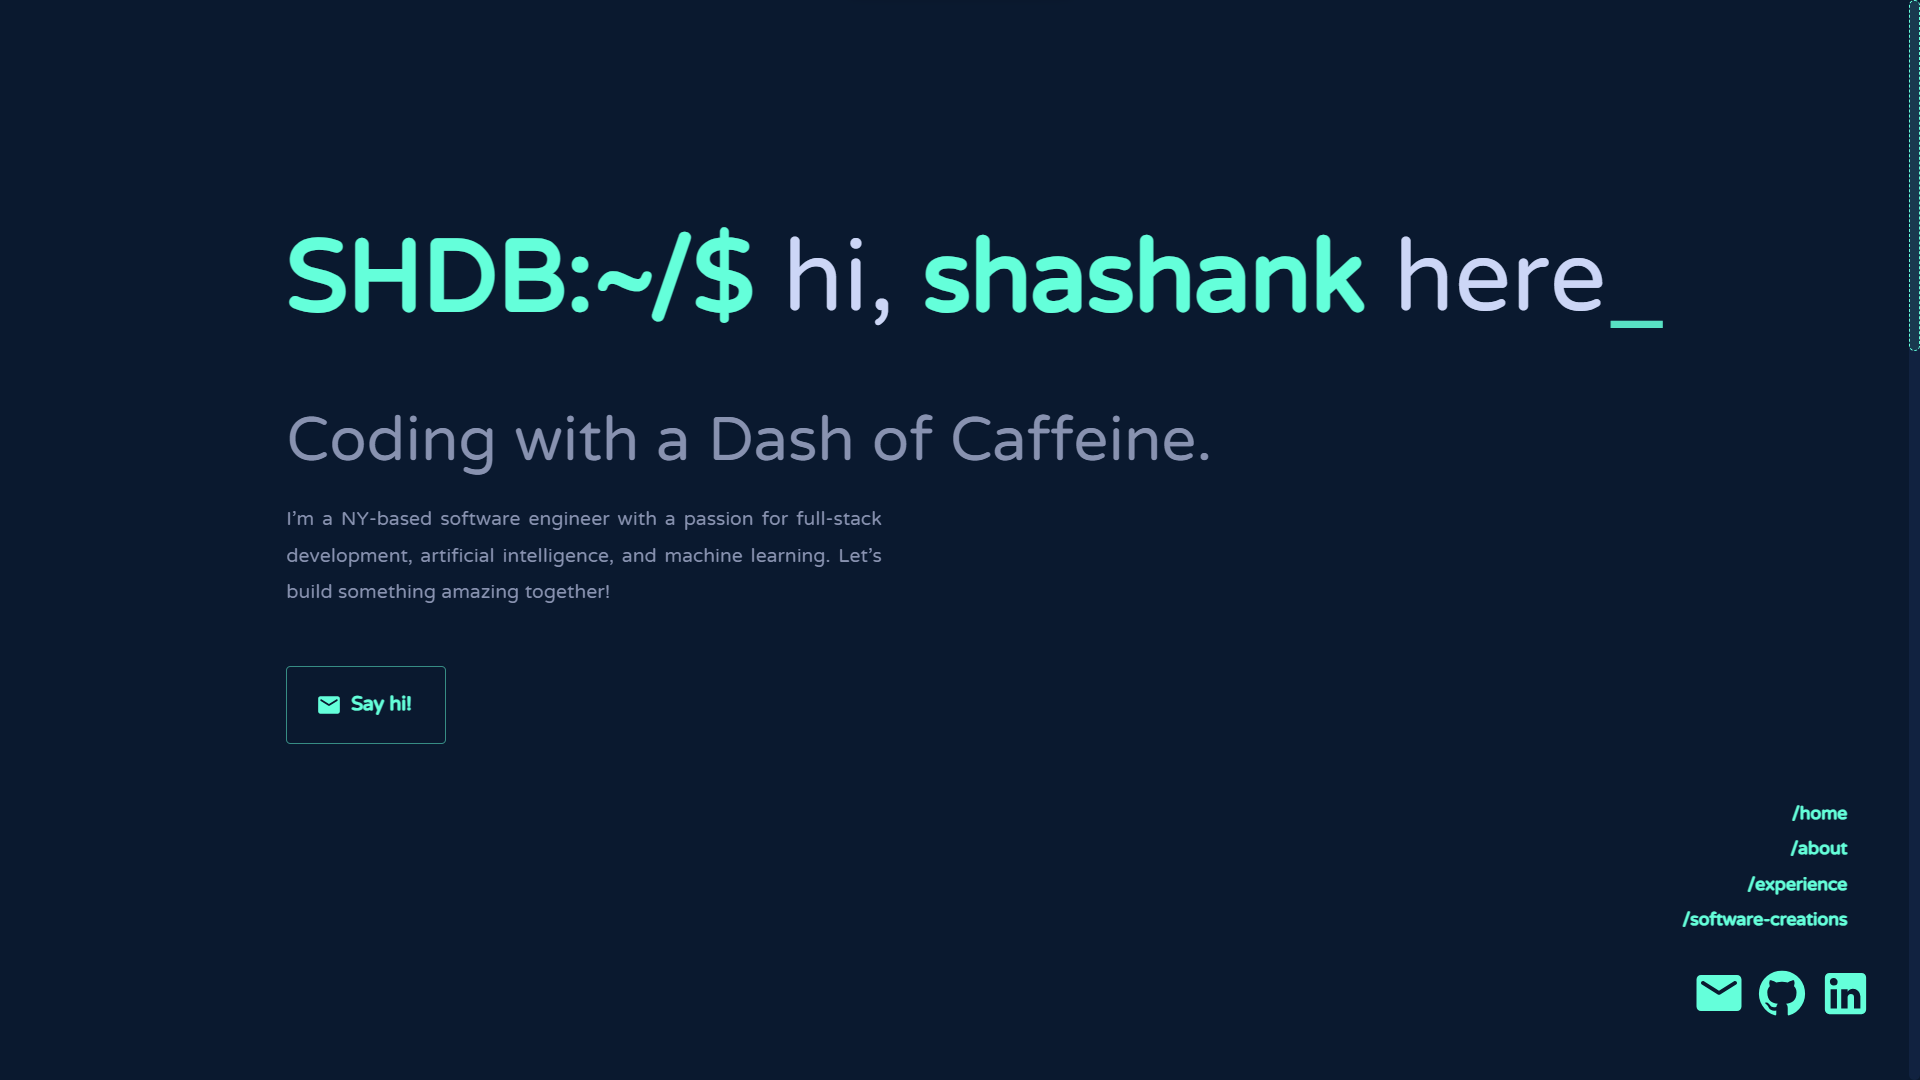 SHDB:~/$ hi, shashank here_
Coding with a Dash of Caffeine.
I'm a NY-based software engineer with a passion for full-stack
development, artificial intelligence, and machine learning. Let's
build something amazing together!
Say hi!
/home
/about
/experience
/software-creations
in